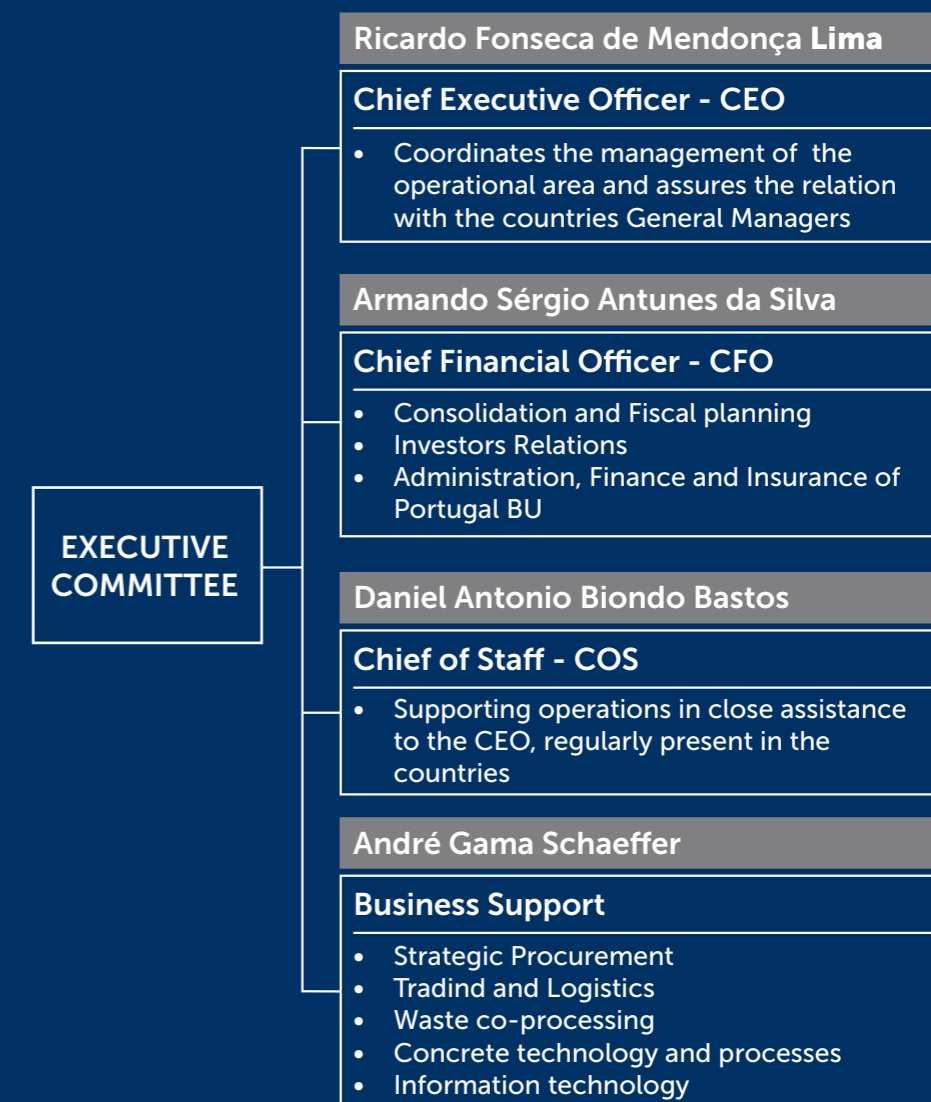 Ricardo Fonseca de Mendonça Lima
Chief Executive Officer - CEO
• Coordinates the management of the
operational area and assures the relation
with the countries General Managers
Armando Sérgio Antunes da Silva
Chief Financial Officer - CFO
• Consolidation and Fiscal planning
• Investors Relations
• Administration, Finance and Insurance of
Portugal BU
EXECUTIVE
COMMITTEE
Daniel Antonio Biondo Bastos
Chief of Staff - COS
• Supporting operations in close assistance
to the CEO, regularly present in the
countries
André Gama Schaeffer
Business Support
• Strategic Procurement
• Tradind and Logistics
• Waste co-processing
• Concrete technology and processes
• Information technology